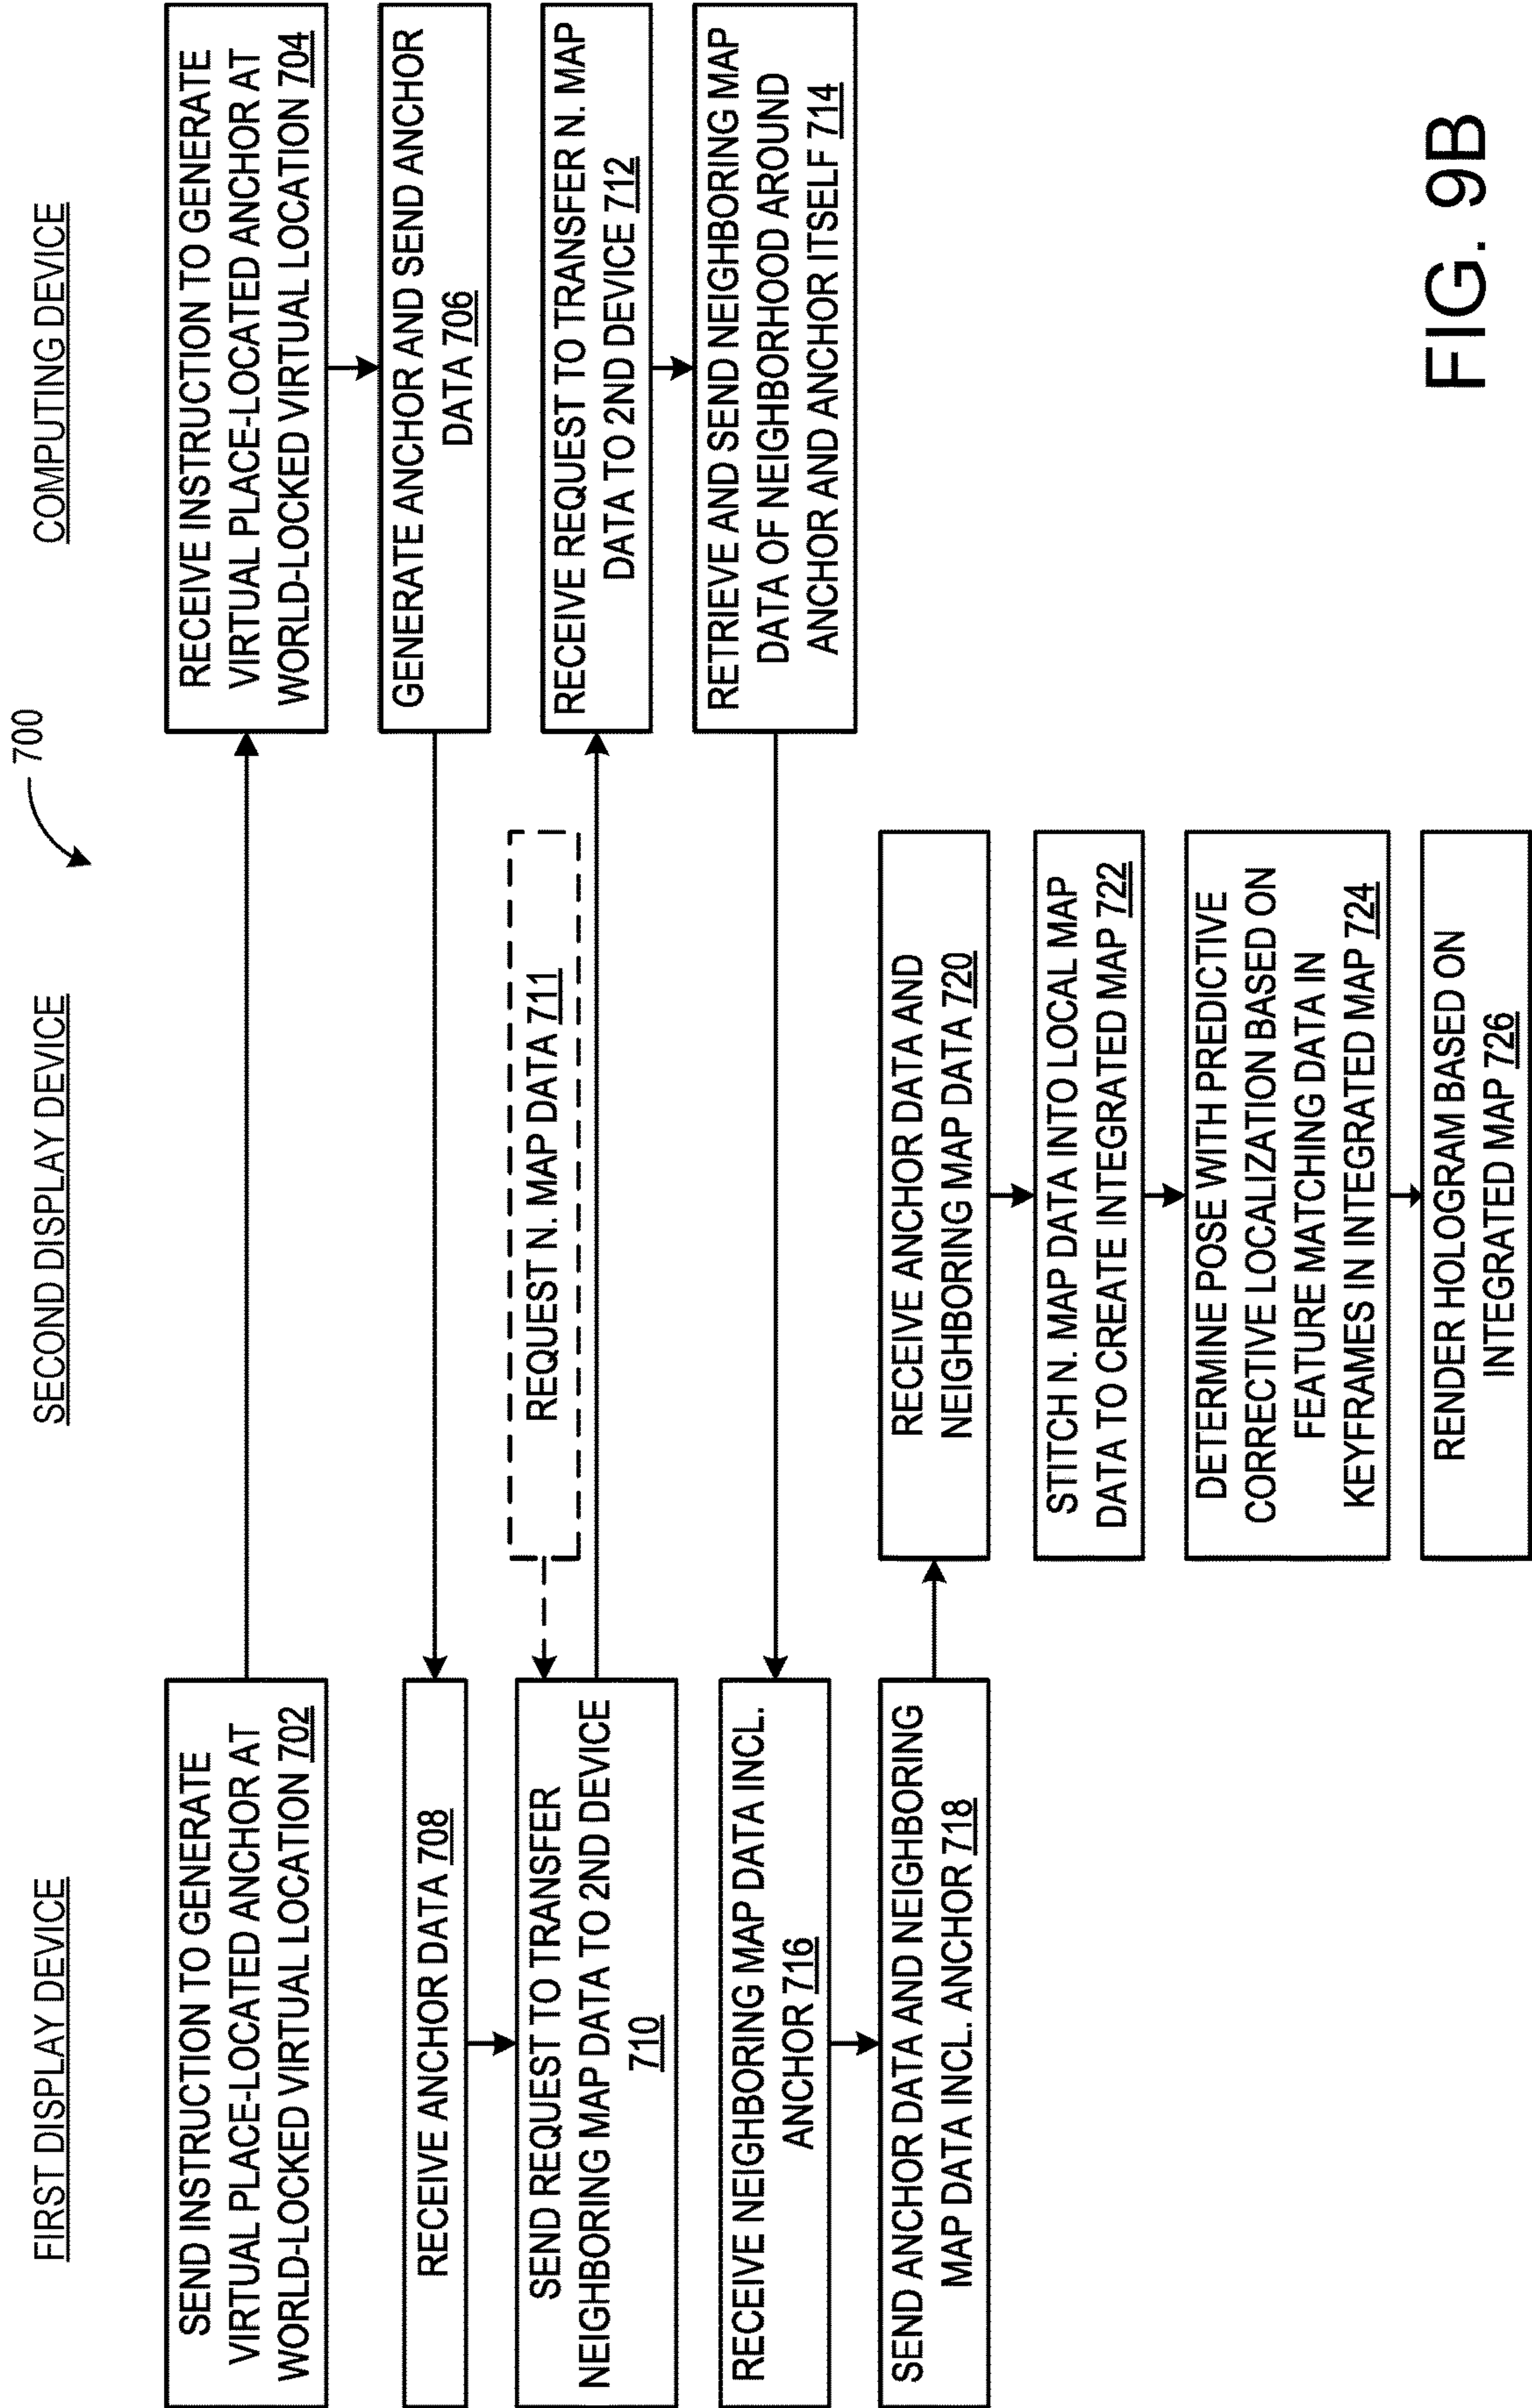 700
FIRST DISPLAY DEVICE
SECOND DISPLAY DEVICE
COMPUTING DEVICE
SEND INSTRUCTION TO GENERATE
VIRTUAL PLACE-LOCATED ANCHOR AT
WORLD-LOCKED VIRTUAL LOCATION 702
RECEIVE INSTRUCTION TO GENERATE
VIRTUAL PLACE-LOCATED ANCHOR AT
WORLD-LOCKED VIRTUAL LOCATION 704
GENERATE ANCHOR AND SEND ANCHOR
DATA 706
RECEIVE ANCHOR DATA 708
SEND REQUEST TO TRANSFER
NEIGHBORING MAP DATA TO 2ND DEVICE
710
REQUEST N. MAP DATA 711
RECEIVE REQUEST TO TRANSFER N. MAP
DATA TO 2ND DEVICE 712
RETRIEVE AND SEND NEIGHBORING MAP
DATA OF NEIGHBORHOOD AROUND
ANCHOR AND ANCHOR ITSELF 714
RECEIVE NEIGHBORING MAP DATA INCL.
ANCHOR 716
SEND ANCHOR DATA AND NEIGHBORING
MAP DATA INCL. ANCHOR 718
RECEIVE ANCHOR DATA AND
NEIGHBORING MAP DATA 720
STITCH N. MAP DATA INTO LOCAL MAP
DATA TO CREATE INTEGRATED MAP 722
DETERMINE POSE WITH PREDICTIVE
CORRECTIVE LOCALIZATION BASED ON
FEATURE MATCHING DATA IN
KEYFRAMES IN INTEGRATED MAP 724
RENDER HOLOGRAM BASED ON
INTEGRATED MAP 726
FIG. 9B